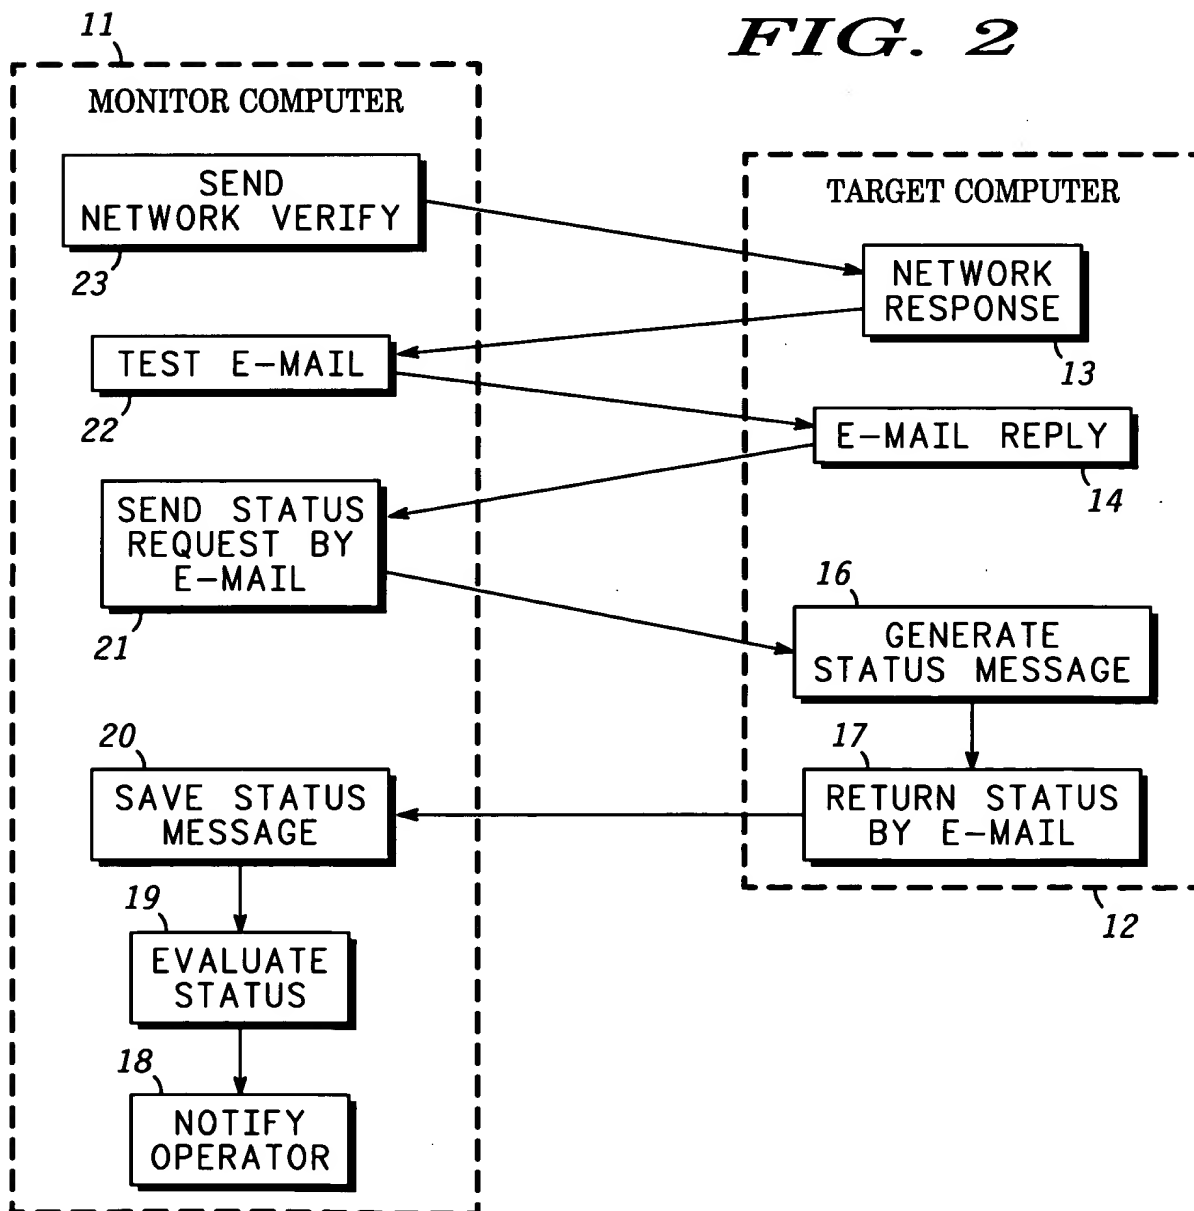 FIG. 2
11
MONITOR COMPUTER
SEND
NETWORK VERIFY
23
TARGET COMPUTER
NETWORK
RESPONSE
13
TEST E-MAIL
22
E-MAIL REPLY
14
SEND STATUS
REQUEST BY
E-MAIL
21
16
GENERATE
STATUS MESSAGE
20
SAVE STATUS
MESSAGE
17
RETURN STATUS
BY E-MAIL
12
19
EVALUATE
STATUS
18
NOTIFY
OPERATOR